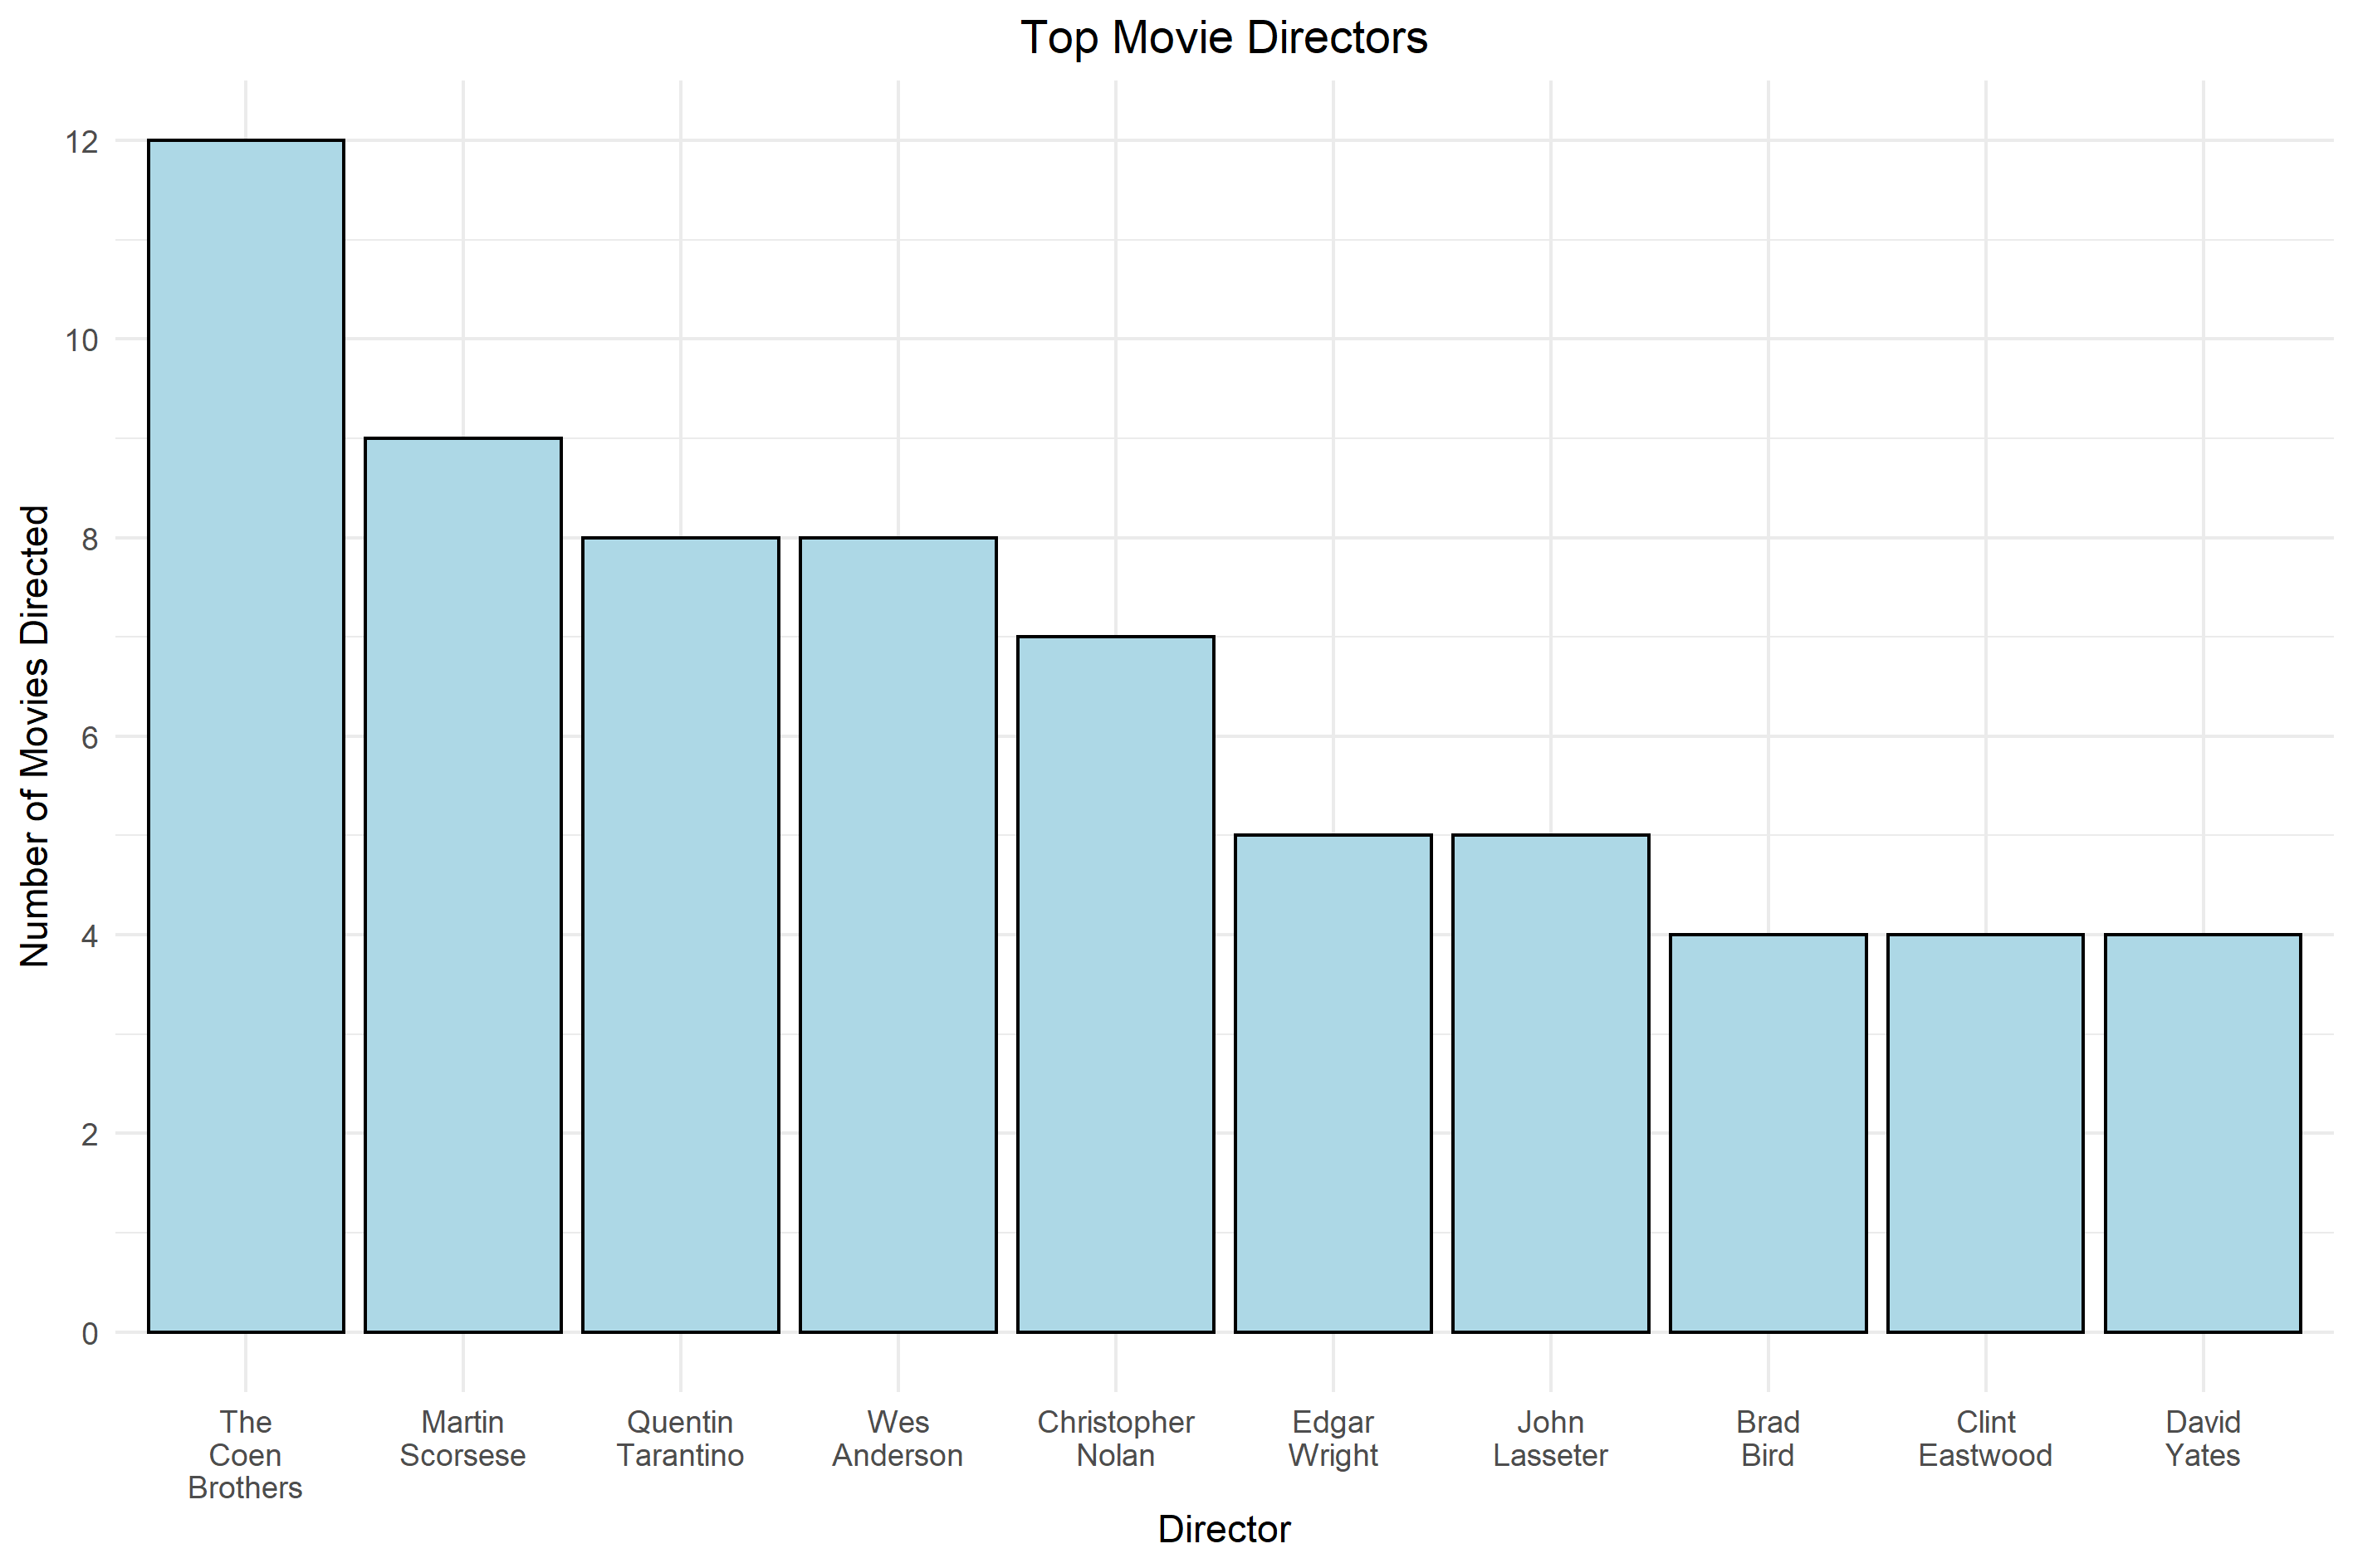 Top Movie Directors
Number of Movies Directed
12
10
8
6
4
2
0
The
Coen
Brothers
Martin
Scorsese
Quentin
Tarantino
Wes
Anderson
Christopher
Nolan
Edgar
Wright
John
Lasseter
Brad
Bird
Clint
Eastwood
David
Yates
Director